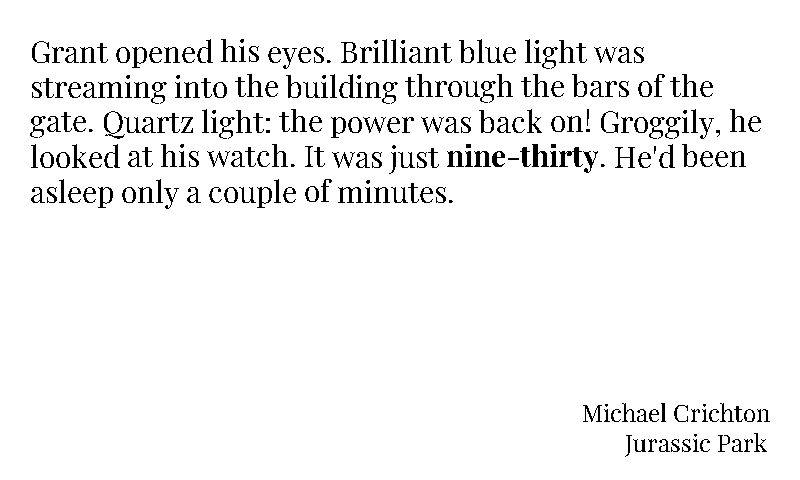 Grant opened his eyes. Brilliant blue light was
streaming into the building through the bars of the
gate. Quartz light: the power was back on! Groggily, he
looked at his watch. It was just nine-thirty. He'd been
asleep only a couple of minutes.
Michael Crichton
Jurassic Park